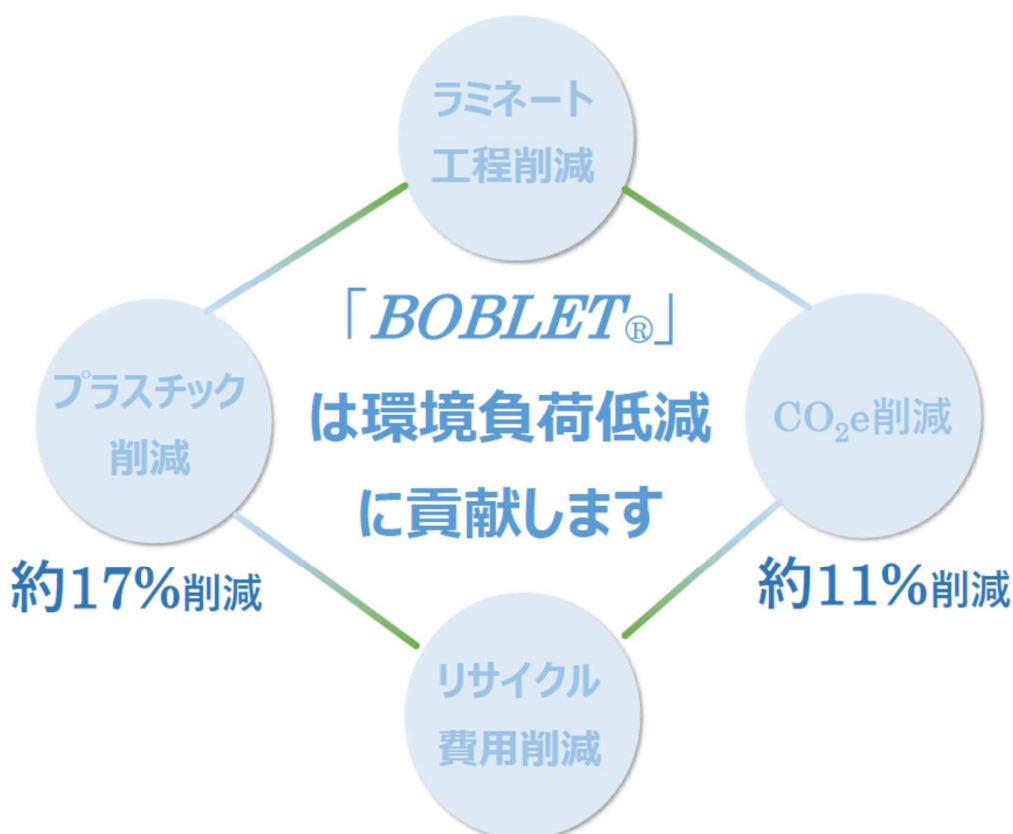 ラミネート
工程削減
「BOBLET®」
は環境負荷低減
に貢献します
プラスチック
削減
約17%削減
CO₂e削減
約11%削減
リサイクル
費用削減